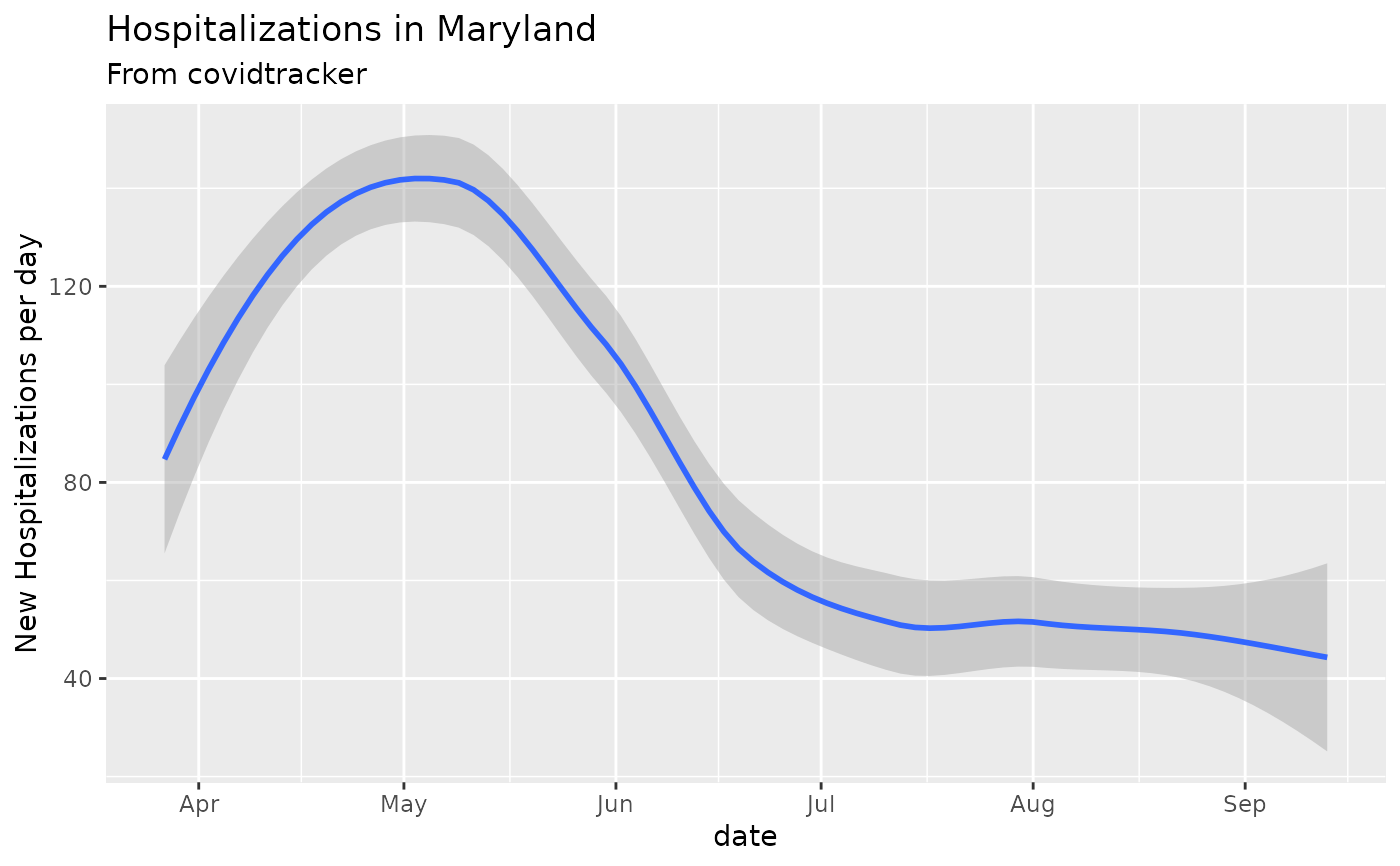 Hospitalizations in Maryland
From covidtracker
New Hospitalizations per day
120
80
40
Apr May Jun Jul Aug Sep
date